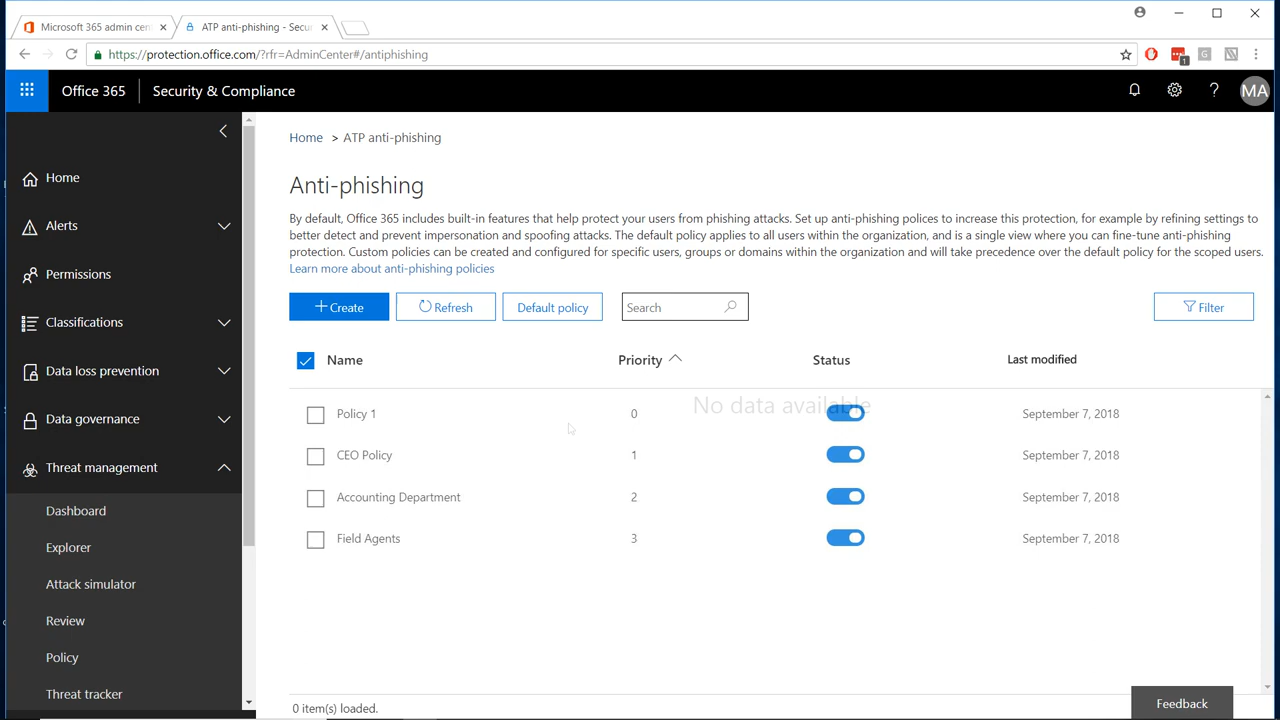 Microsoft 365 admin cen
ATP anti-phishing - Secu
https://protection.office.com/?rfr=AdminCenter#/antiphishing
1
G
W
Office 365
Security & Compliance
?
MA
Home > ATP anti-phishing
Home
Alerts
Permissions
Classifications
Data loss prevention
Data governance
Threat management
Dashboard
Explorer
Attack simulator
Review
Policy
Threat tracker
Anti-phishing
By default, Office 365 includes built-in features that help protect your users from phishing attacks. Set up anti-phishing polices to increase this protection, for example by refining settings to
better detect and prevent impersonation and spoofing attacks. The default policy applies to all users within the organization, and is a single view where you can fine-tune anti-phishing
protection. Custom policies can be created and configured for specific users, groups or domains within the organization and will take precedence over the default policy for the scoped users.
Learn more about anti-phishing policies
+ Create
Refresh
Default policy
Search
Filter
Name Priority Status Last modified
No data available
Policy 1 0 September 7, 2018
CEO Policy 1 September 7, 2018
Accounting Department 2 September 7, 2018
Field Agents 3 September 7, 2018
0 item(s) loaded.
Feedback